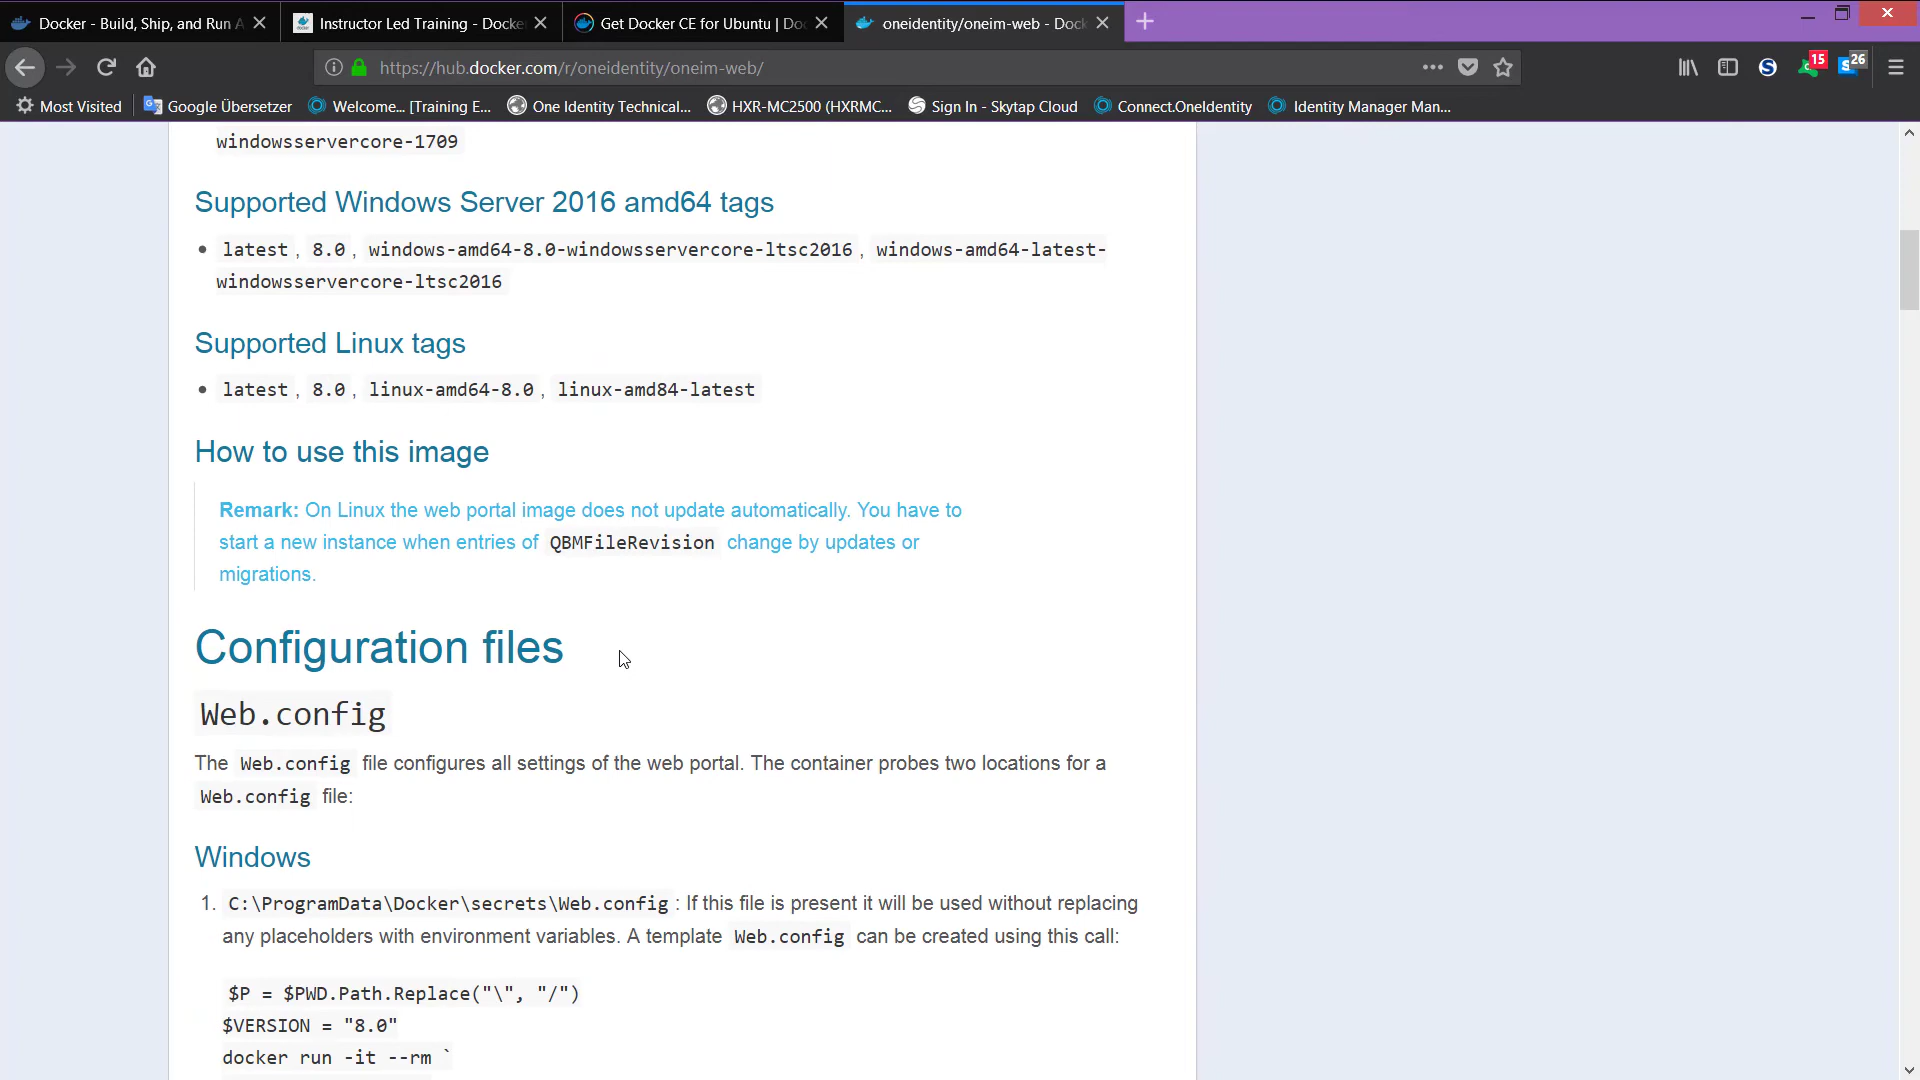 Docker - Build, Ship, and Run A
Instructor Led Training - Docke
Get Docker CE for Ubuntu | Doc
oneidentity/oneim-web - Dock
https://hub.docker.com/r/oneidentity/oneim-web/
15
26
Most Visited
Google Übersetzer
Welcome... [Training E...
One Identity Technical...
HXR-MC2500 (HXRMC...
Sign In - Skytap Cloud
Connect.OneIdentity
Identity Manager Man...
windowsservercore-1709
Supported Windows Server 2016 amd64 tags
• latest , 8.0 , windows-amd64-8.0-windowsservercore-ltsc2016 , windows-amd64-latest-
windowsservercore-ltsc2016
Supported Linux tags
• latest , 8.0 , linux-amd64-8.0 , linux-amd84-latest
How to use this image
Remark: On Linux the web portal image does not update automatically. You have to
start a new instance when entries of QBMFileRevision change by updates or
migrations.
Configuration files
Web.config
The Web.config file configures all settings of the web portal. The container probes two locations for a
Web.config file:
Windows
1. C:\ProgramData\Docker\secrets\Web.config : If this file is present it will be used without replacing
any placeholders with environment variables. A template Web.config can be created using this call:
$P = $PWD.Path.Replace("\", "/")
$VERSION = "8.0"
docker run -it --rm `